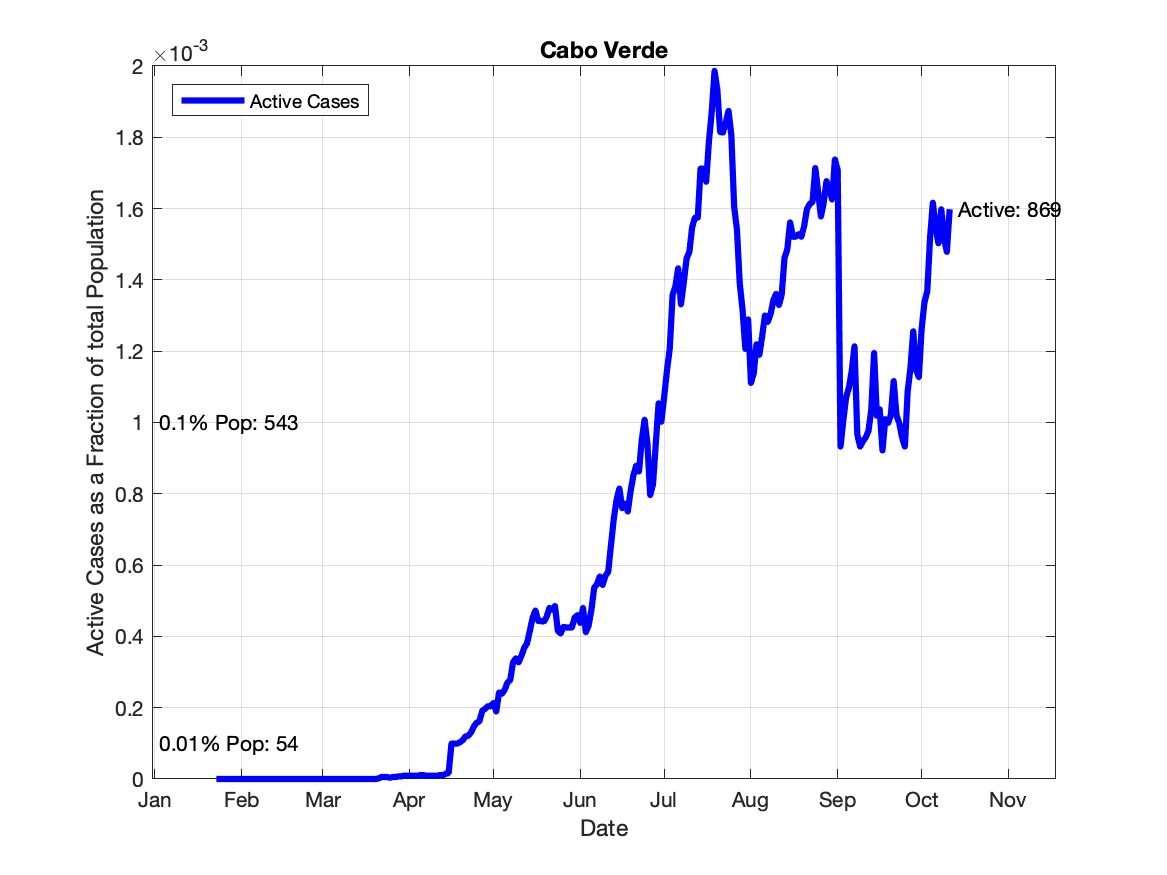 Cabo Verde
×10-3
Active Cases
2
1.8
1.6
1.4
1.2
1
0.8
0.6
0.4
0.2
0
Active Cases as a Fraction of total Population
Active: 869
0.1% Pop: 543
0.01% Pop: 54
Jan Feb Mar Apr May Jun Jul Aug Sep Oct Nov
Date